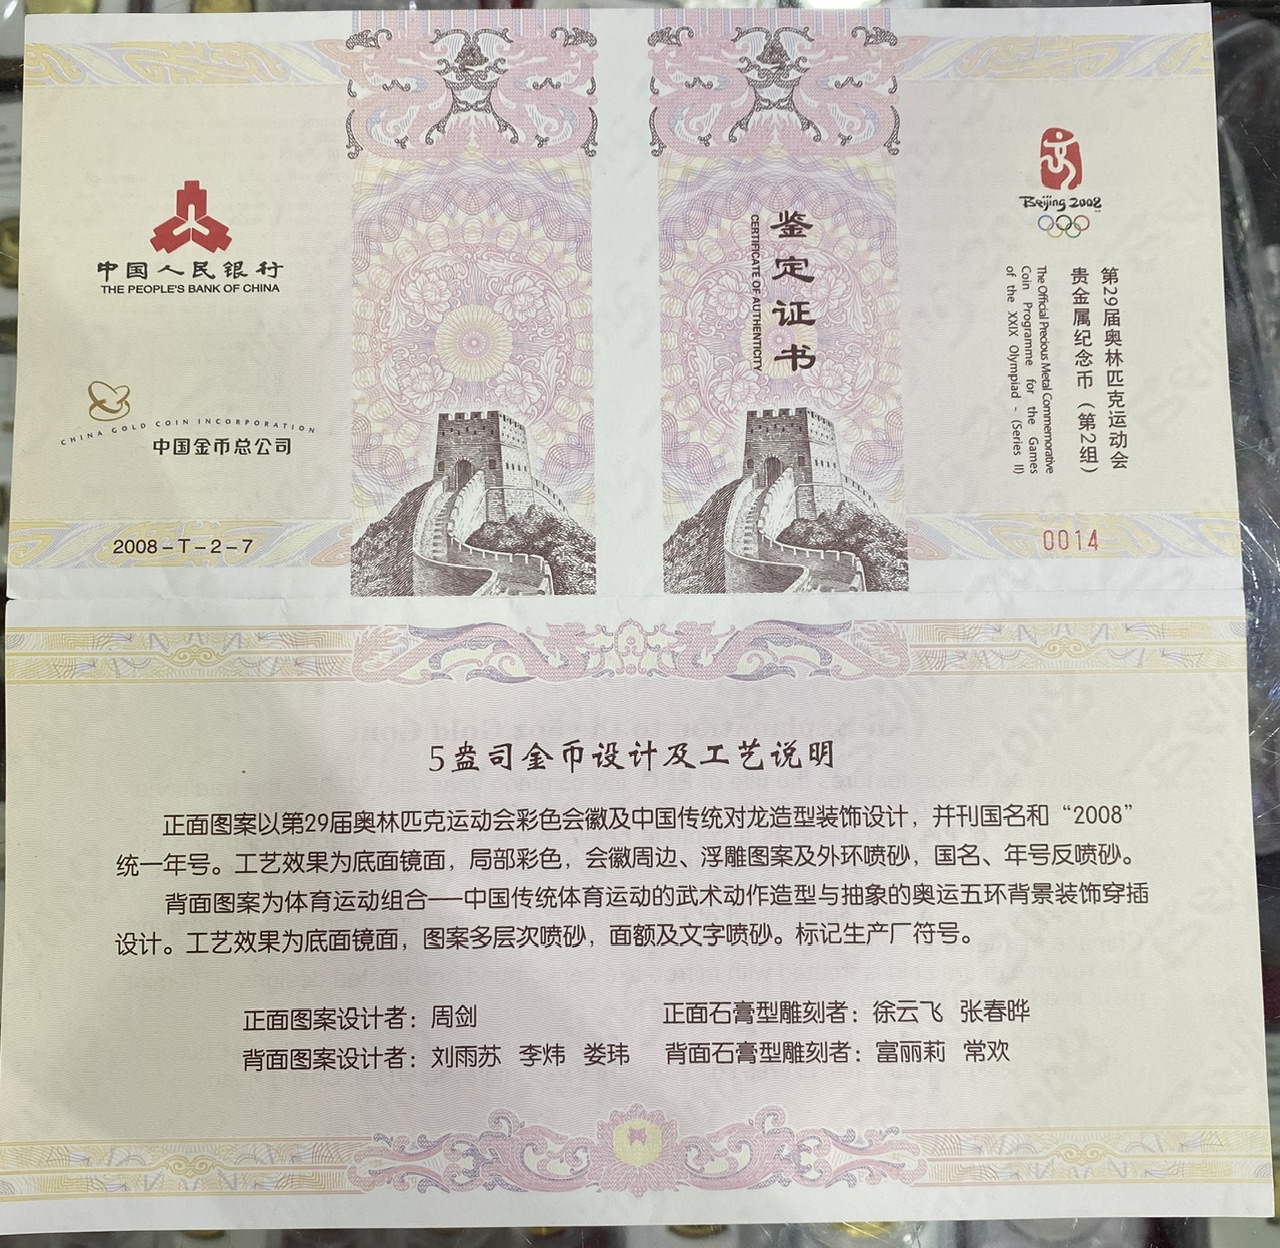 中国人民银行
THE PEOPLE'S BANK OF CHINA
CHINA GOLD COIN INCORPORATION
中国金币总公司
2008-T-2-7
鉴定证书
CERTIFICATE OF AUTHENTICITY
Beijing 2008
第29届奥林匹克运动会
贵金属纪念币（第2组）
The Official Precious Metal Commemorative
Coin Programme for the Games
of the XXIX Olympiad - (Series II)
0014
5盎司金币设计及工艺说明
正面图案以第29届奥林匹克运动会彩色会徽及中国传统对龙造型装饰设计，并刊国名和“2008”
统一年号。工艺效果为底面镜面，局部彩色，会徽周边、浮雕图案及外环喷砂，国名、年号反喷砂。
背面图案为体育运动组合——中国传统体育运动的武术动作造型与抽象的奥运五环背景装饰穿插
设计。工艺效果为底面镜面，图案多层次喷砂，面额及文字喷砂。标记生产厂符号。
正面图案设计者：周剑 正面石膏型雕刻者：徐云飞 张春晔
背面图案设计者：刘雨苏 李炜 娄玮 背面石膏型雕刻者：富丽莉 常欢